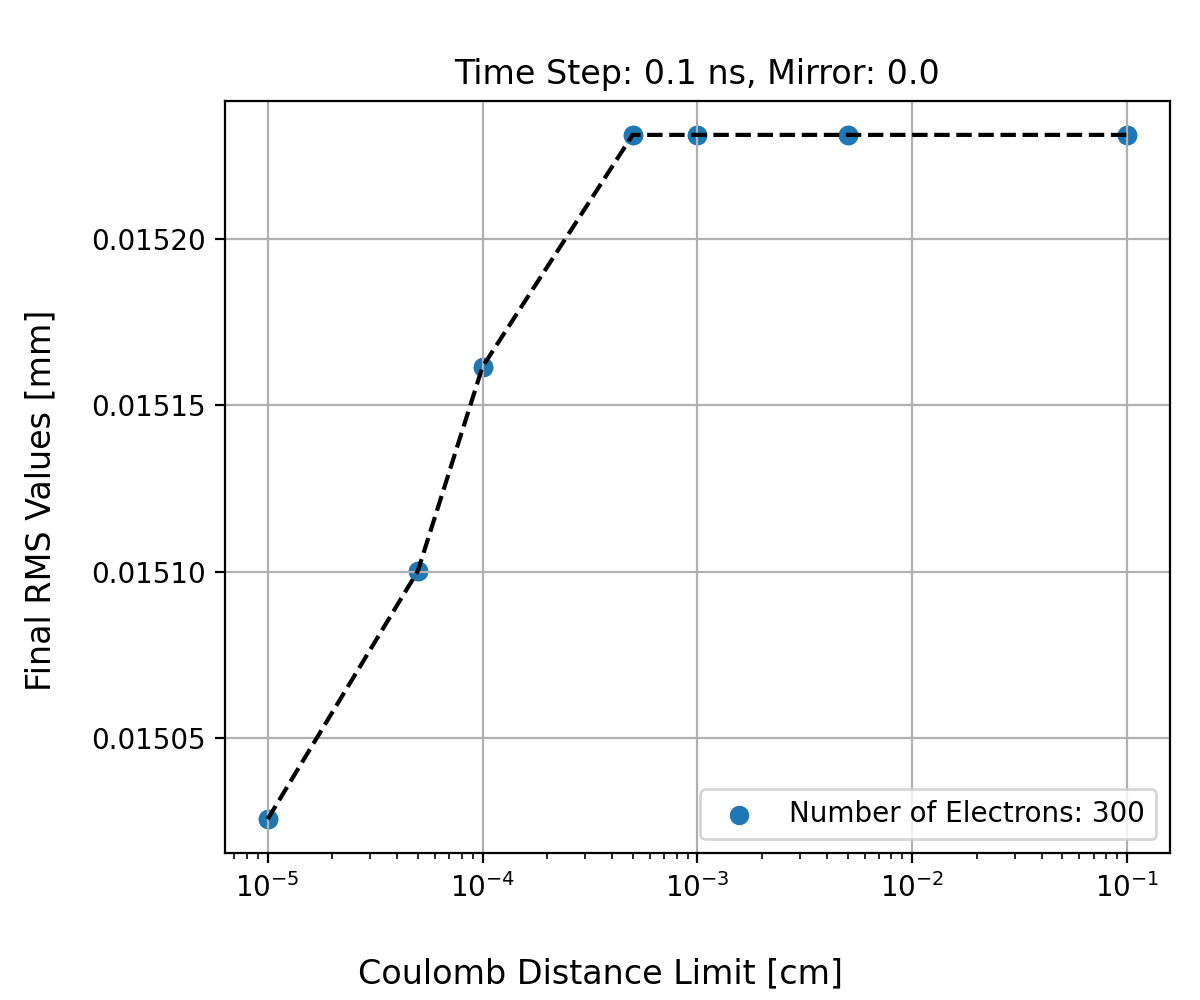 Time Step: 0.1 ns, Mirror: 0.0
Final RMS Values [mm]
0.01520
0.01515
0.01510
0.01505
Number of Electrons: 300
10⁻⁵ 10⁻⁴ 10⁻³ 10⁻² 10⁻¹
Coulomb Distance Limit [cm]